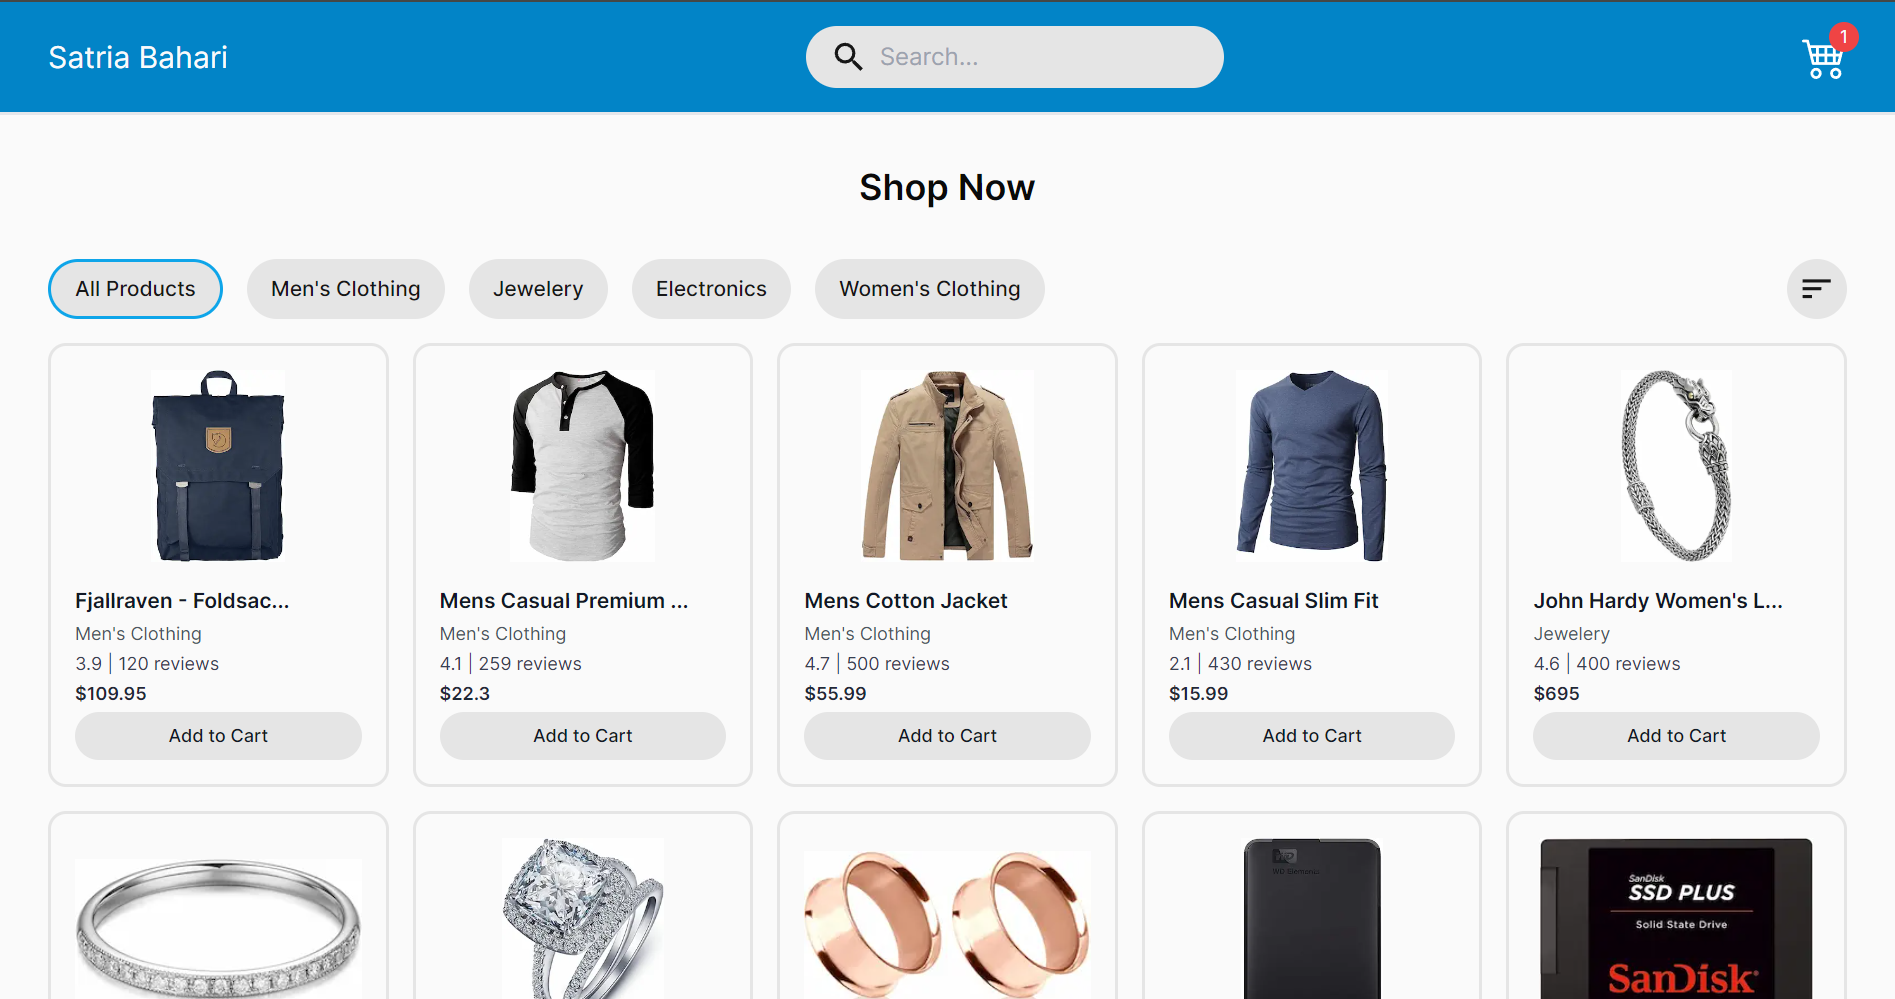 Satria Bahari
Search...
1
Shop Now
All Products
Men's Clothing
Jewelery
Electronics
Women's Clothing
Fjallraven - Foldsac...
Men's Clothing
3.9 | 120 reviews
$109.95
Add to Cart
Mens Casual Premium ...
Men's Clothing
4.1 | 259 reviews
$22.3
Add to Cart
Mens Cotton Jacket
Men's Clothing
4.7 | 500 reviews
$55.99
Add to Cart
Mens Casual Slim Fit
Men's Clothing
2.1 | 430 reviews
$15.99
Add to Cart
John Hardy Women's L...
Jewelery
4.6 | 400 reviews
$695
Add to Cart
WD Elements
SanDisk
SSD PLUS
Solid State Drive
SanDisk